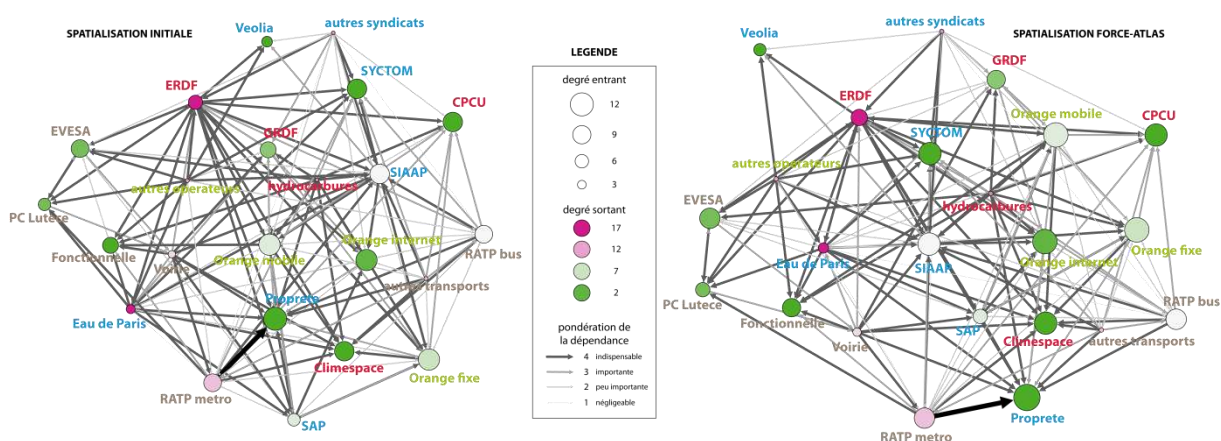 SPATIALISATION INITIALE
autres syndicats
Veolia
SYCTOM
ERDF
CPCU
EVESA
GRDF
SIAAP
autres operateurs
hydrocarbures
PC Lutece
Orange internet
RATP bus
Fonctionnelle
Voirie
Orange mobile
autres transports
Proprete
Eau de Paris
Climespace
Orange fixe
RATP metro
SAP
LEGENDE
degré entrant
12
9
6
3
degré sortant
17
12
7
2
pondération de
la dépendance
4 indispensable
3 importante
2 peu importante
1 négligeable
autres syndicats
Veolia
SPATIALISATION FORCE-ATLAS
GRDF
ERDF
Orange mobile
CPCU
SYCTOM
autres operateurs
EVESA
hydrocarbures
Orange fixe
Eau de Paris
SIAAP
Orange internet
PC Lutece
RATP bus
Fonctionnelle
SAP
Voirie
Climespace
autres transports
Proprete
RATP metro